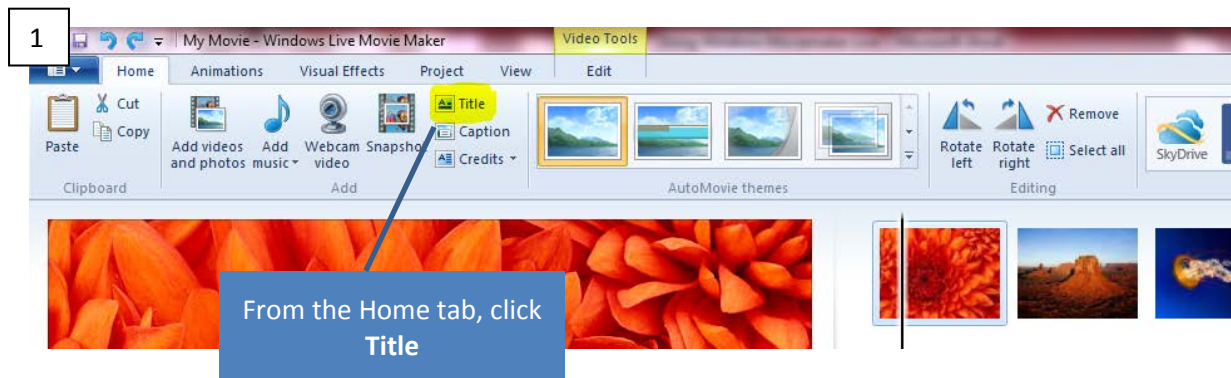 1
My Movie - Windows Live Movie Maker
Video Tools
Home Animations Visual Effects Project View Edit
Paste
Cut
Copy
Clipboard
Add videos and photos
Add music
Webcam video
Snapshot
Title
Caption
Credits
Add
AutoMovie themes
Rotate left
Rotate right
Remove
Select all
Editing
SkyDrive
From the Home tab, click
Title